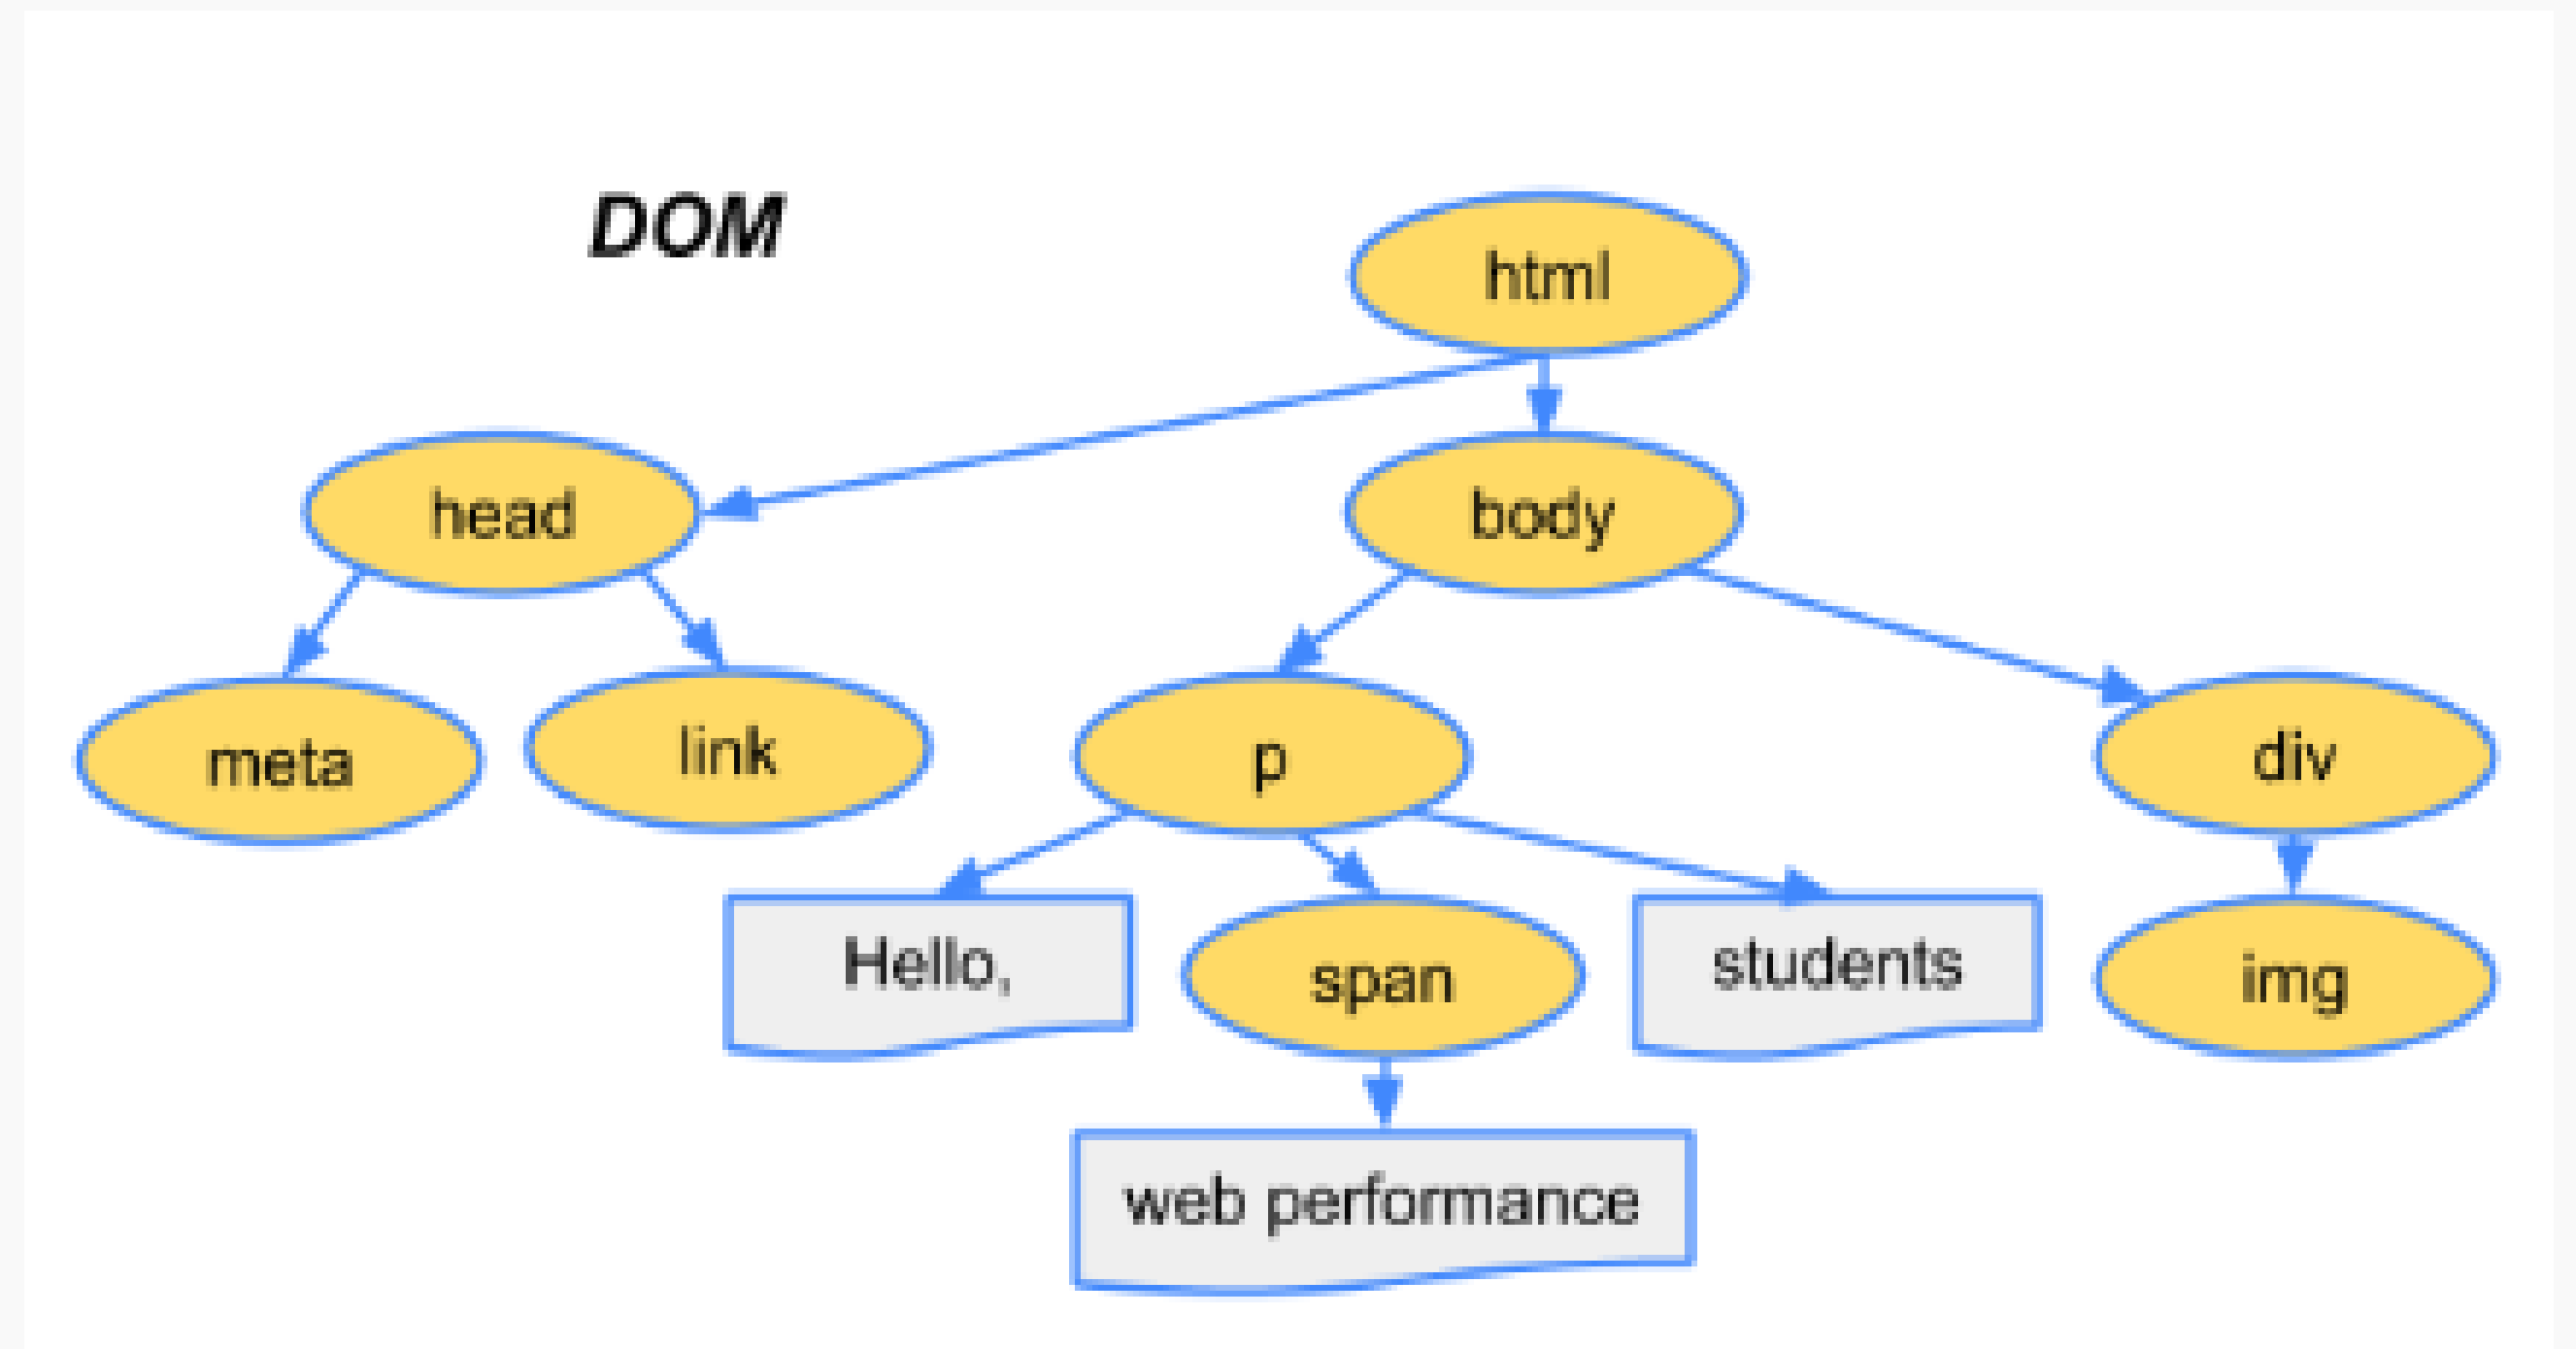 DOM
html
head
body
meta
link
p
div
Hello,
span
students
img
web performance